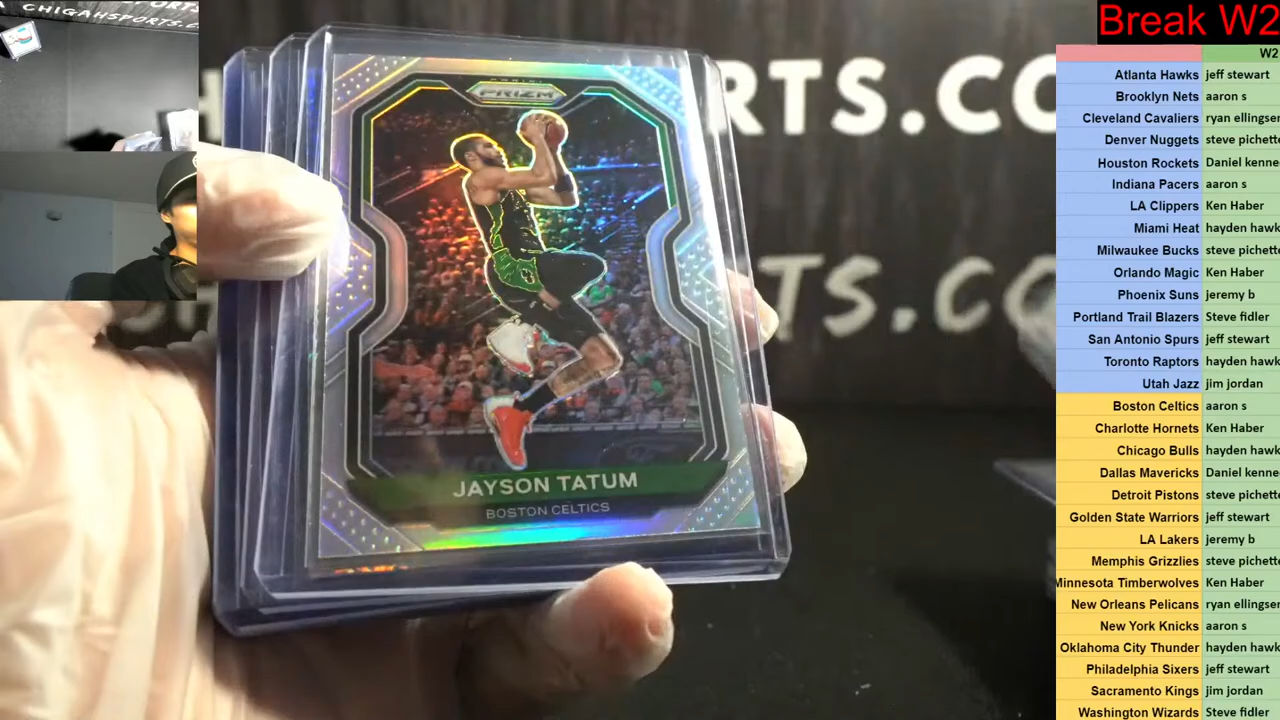 CHIGAHSPORTS.C
RTS.CO
TS.CO
PRIZM
JAYSON TATUM
BOSTON CELTICS
Break W2
W2
Atlanta Hawks jeff stewart
Brooklyn Nets aaron s
Cleveland Cavaliers ryan ellingser
Denver Nuggets steve pichette
Houston Rockets Daniel kenne
Indiana Pacers aaron s
LA Clippers Ken Haber
Miami Heat hayden hawk
Milwaukee Bucks steve pichette
Orlando Magic Ken Haber
Phoenix Suns jeremy b
Portland Trail Blazers Steve fidler
San Antonio Spurs jeff stewart
Toronto Raptors hayden hawk
Utah Jazz jim jordan
Boston Celtics aaron s
Charlotte Hornets Ken Haber
Chicago Bulls hayden hawk
Dallas Mavericks Daniel kenne
Detroit Pistons steve pichette
Golden State Warriors jeff stewart
LA Lakers jeremy b
Memphis Grizzlies steve pichette
Minnesota Timberwolves Ken Haber
New Orleans Pelicans ryan ellingser
New York Knicks aaron s
Oklahoma City Thunder hayden hawk
Philadelphia Sixers jeff stewart
Sacramento Kings jim jordan
Washington Wizards Steve fidler